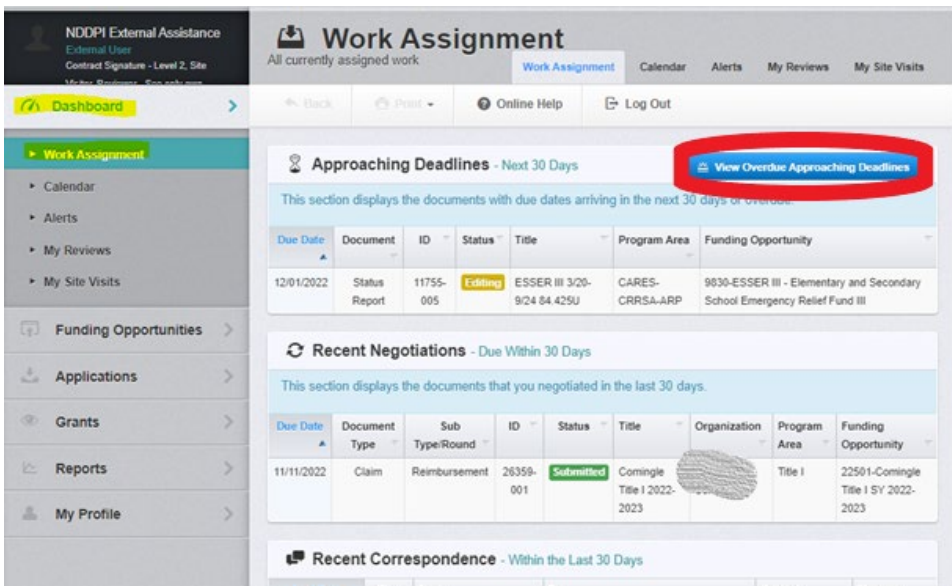 NDDPI External Assistance
External User
Contract Signature - Level 2, Site
Dashboard
Work Assignment
Calendar
Alerts
My Reviews
My Site Visits
Funding Opportunities
Applications
Grants
Reports
My Profile
Work Assignment
All currently assigned work
Work Assignment Calendar Alerts My Reviews My Site Visits
Back Print Online Help Log Out
Approaching Deadlines - Next 30 Days View Overdue Approaching Deadlines
This section displays the documents with due dates arriving in the next 30 days or overdue.
Due Date Document ID Status Title Program Area Funding Opportunity
12/01/2022 Status 11755- Editing ESSER III 3/20- CARES- 9830-ESSER III - Elementary and Secondary
Report 005 9/24 84.425U CRRSA-ARP School Emergency Relief Fund III
Recent Negotiations - Due Within 30 Days
This section displays the documents that you negotiated in the last 30 days.
Due Date Document Sub ID Status Title Organization Program Funding
Type Type/Round Area Opportunity
11/11/2022 Claim Reimbursement 26359- Submitted Comingle Title I 22501-Comingle
001 Title I 2022- Title I SY 2022-
2023 2023
Recent Correspondence - Within the Last 30 Days